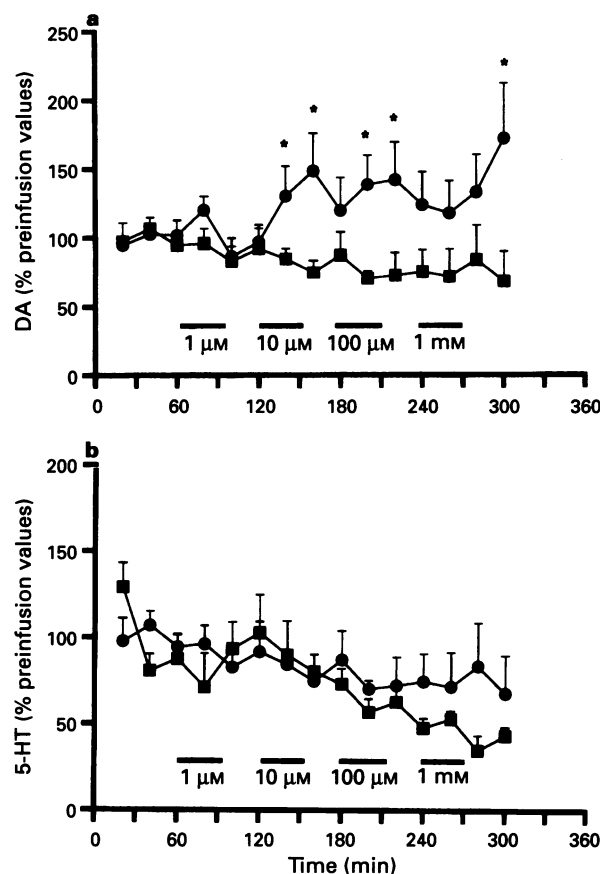 a
250
200
150
100
50
0
DA (% preinfusion values)
* * * * *
1 µM 10 µM 100 µM 1 mM
0 60 120 180 240 300 360
b
200
150
100
50
0
5-HT (% preinfusion values)
1 µM 10 µM 100 µM 1 mM
0 60 120 180 240 300 360
Time (min)